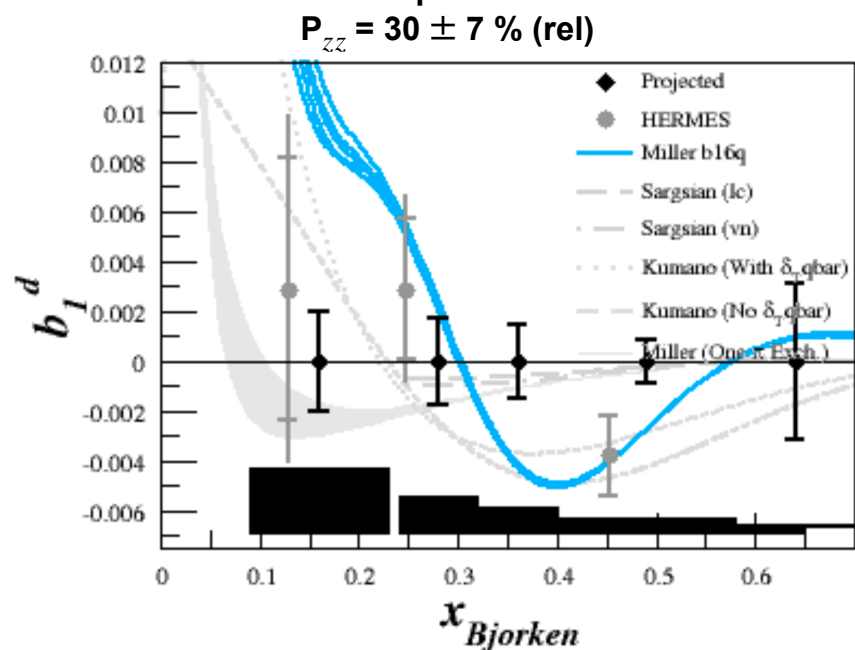 P_zz = 30 ± 7 % (rel)
0.012
0.01
0.008
0.006
0.004
0.002
0
-0.002
-0.004
-0.006
b_1^d
Projected
HERMES
Miller b16q
Sargsian (lc)
Sargsian (vn)
Kumano (With δ_T qbar)
Kumano (No δ_T qbar)
Miller (One π Exch.)
0 0.1 0.2 0.3 0.4 0.5 0.6
x_Bjorken